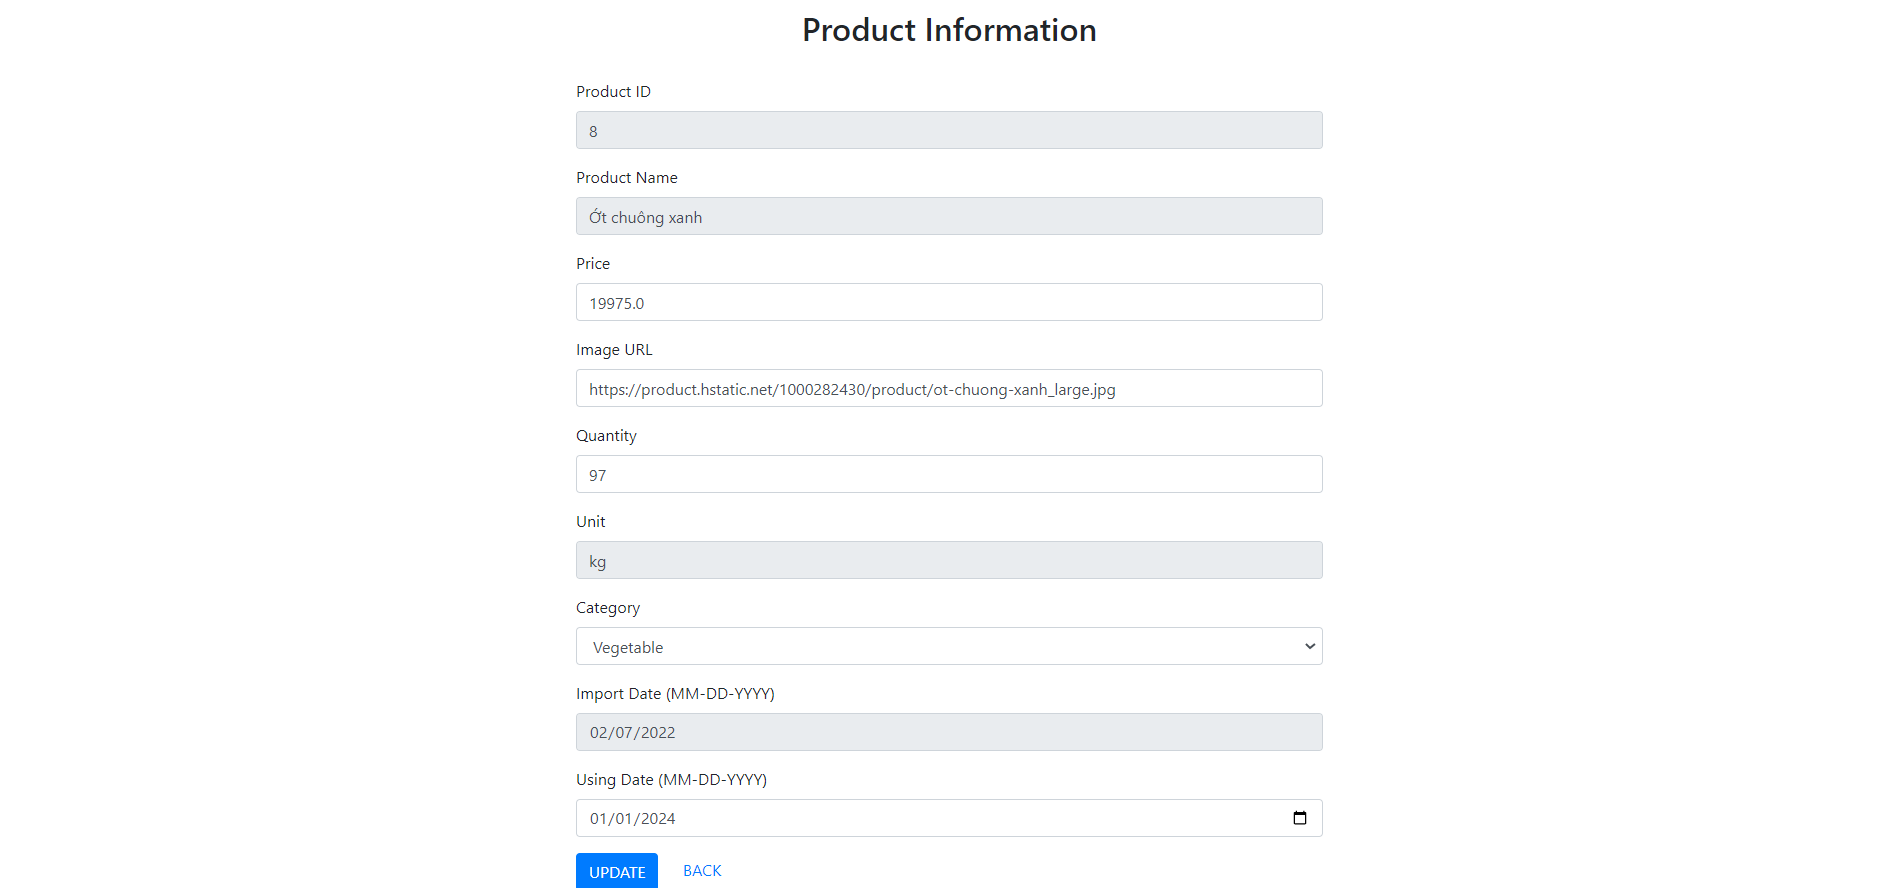 Product Information
Product ID
8
Product Name
Ớt chuông xanh
Price
19975.0
Image URL
https://product.hstatic.net/1000282430/product/ot-chuong-xanh_large.jpg
Quantity
97
Unit
kg
Category
Vegetable
Import Date (MM-DD-YYYY)
02/07/2022
Using Date (MM-DD-YYYY)
01/01/2024
UPDATE BACK